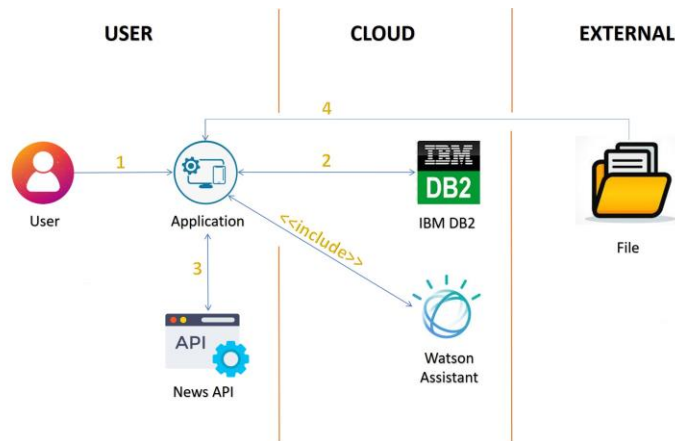 USER
CLOUD
EXTERNAL
4
1
2
IBM
DB2
User
Application
IBM DB2
File
<<include>>
3
API
News API
Watson
Assistant